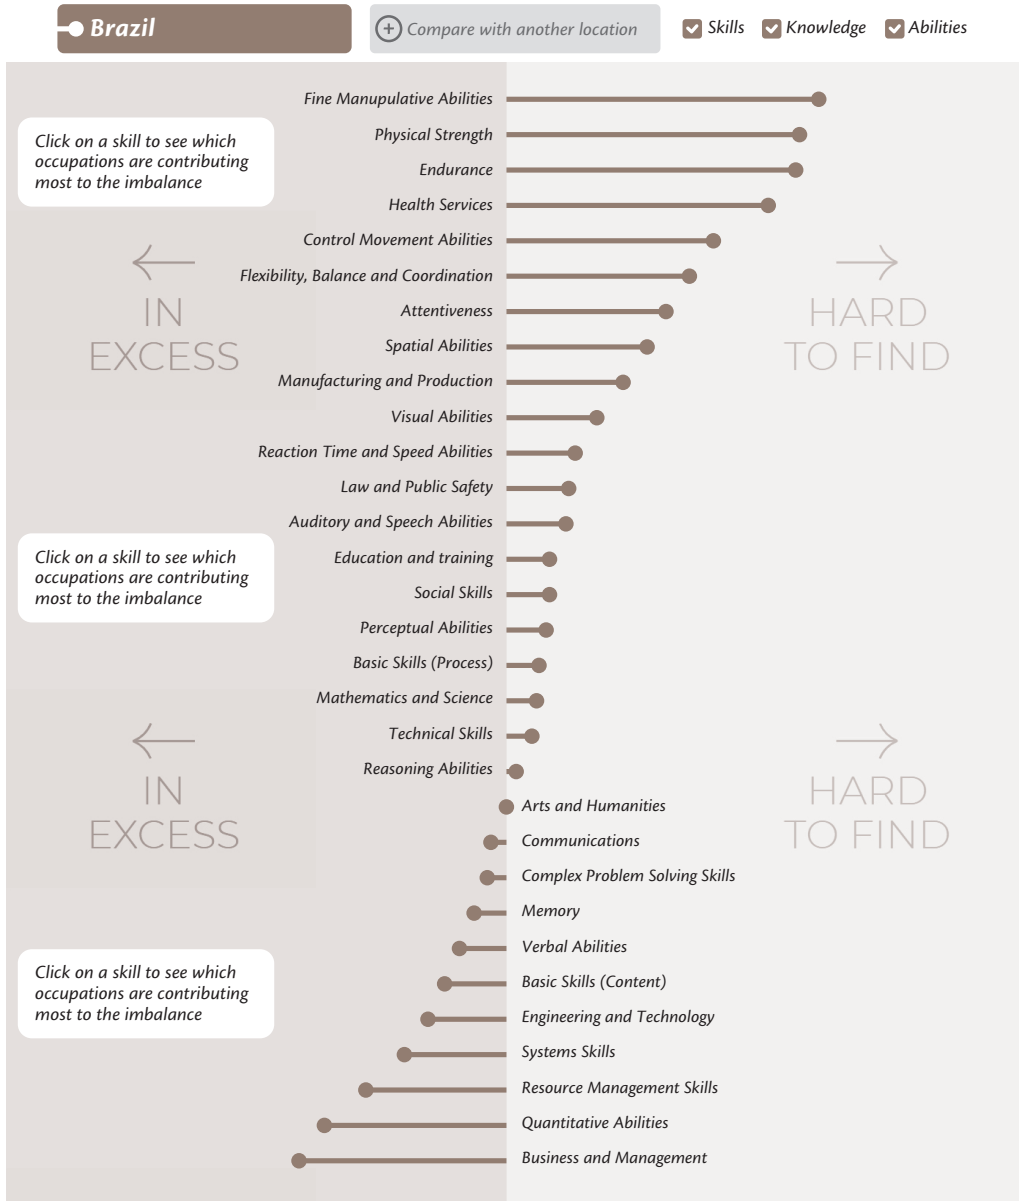 Brazil
Compare with another location
Skills
Knowledge
Abilities
Fine Manupulative Abilities
Click on a skill to see which
occupations are contributing
most to the imbalance
Physical Strength
Endurance
Health Services
Control Movement Abilities
Flexibility, Balance and Coordination
IN
EXCESS
HARD
TO FIND
Attentiveness
Spatial Abilities
Manufacturing and Production
Visual Abilities
Reaction Time and Speed Abilities
Law and Public Safety
Auditory and Speech Abilities
Click on a skill to see which
occupations are contributing
most to the imbalance
Education and training
Social Skills
Perceptual Abilities
Basic Skills (Process)
Mathematics and Science
Technical Skills
Reasoning Abilities
IN
EXCESS
HARD
TO FIND
Arts and Humanities
Communications
Complex Problem Solving Skills
Memory
Verbal Abilities
Click on a skill to see which
occupations are contributing
most to the imbalance
Basic Skills (Content)
Engineering and Technology
Systems Skills
Resource Management Skills
Quantitative Abilities
Business and Management